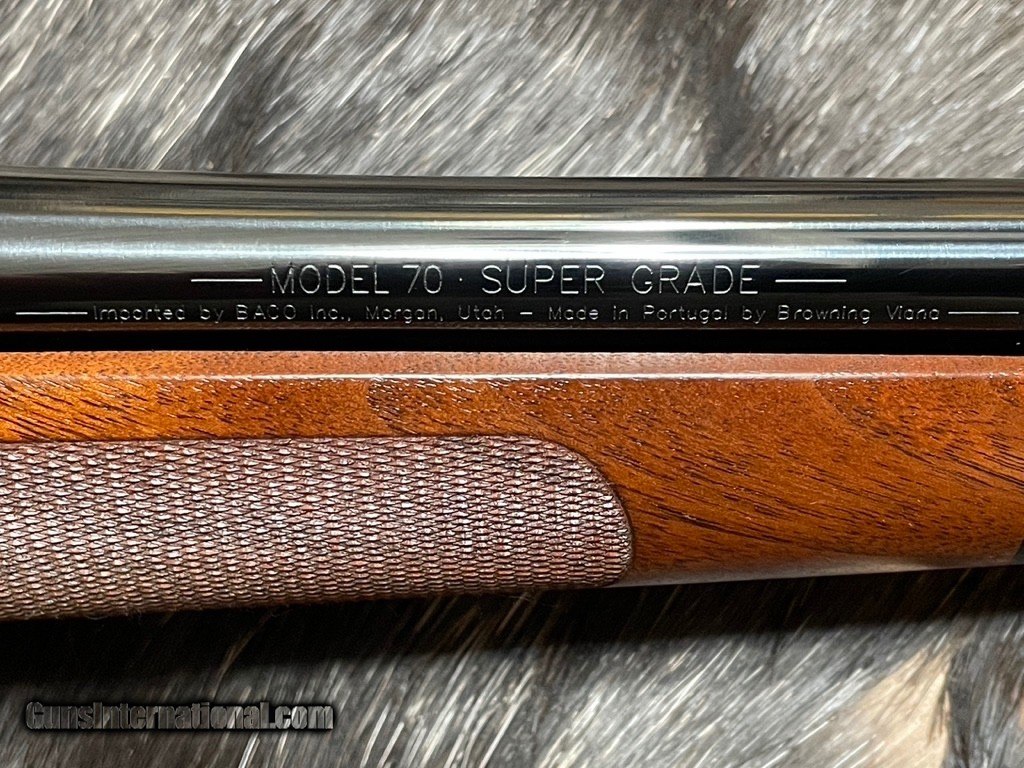 MODEL 70 · SUPER GRADE
Imported by BACO Inc., Morgan, Utah – Made in Portugal by Browning Viana
GunsInternational.com